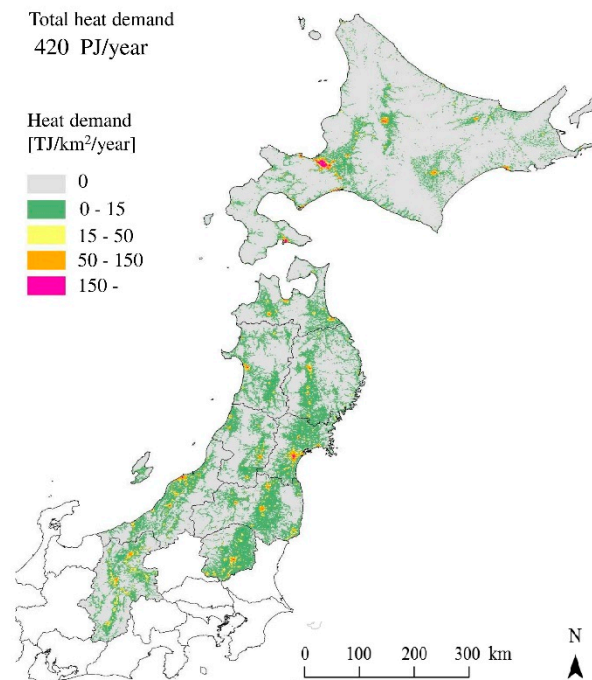 Total heat demand
420 PJ/year
Heat demand
[TJ/km²/year]
0
0 - 15
15 - 50
50 - 150
150 -
0 100 200 300 km
N